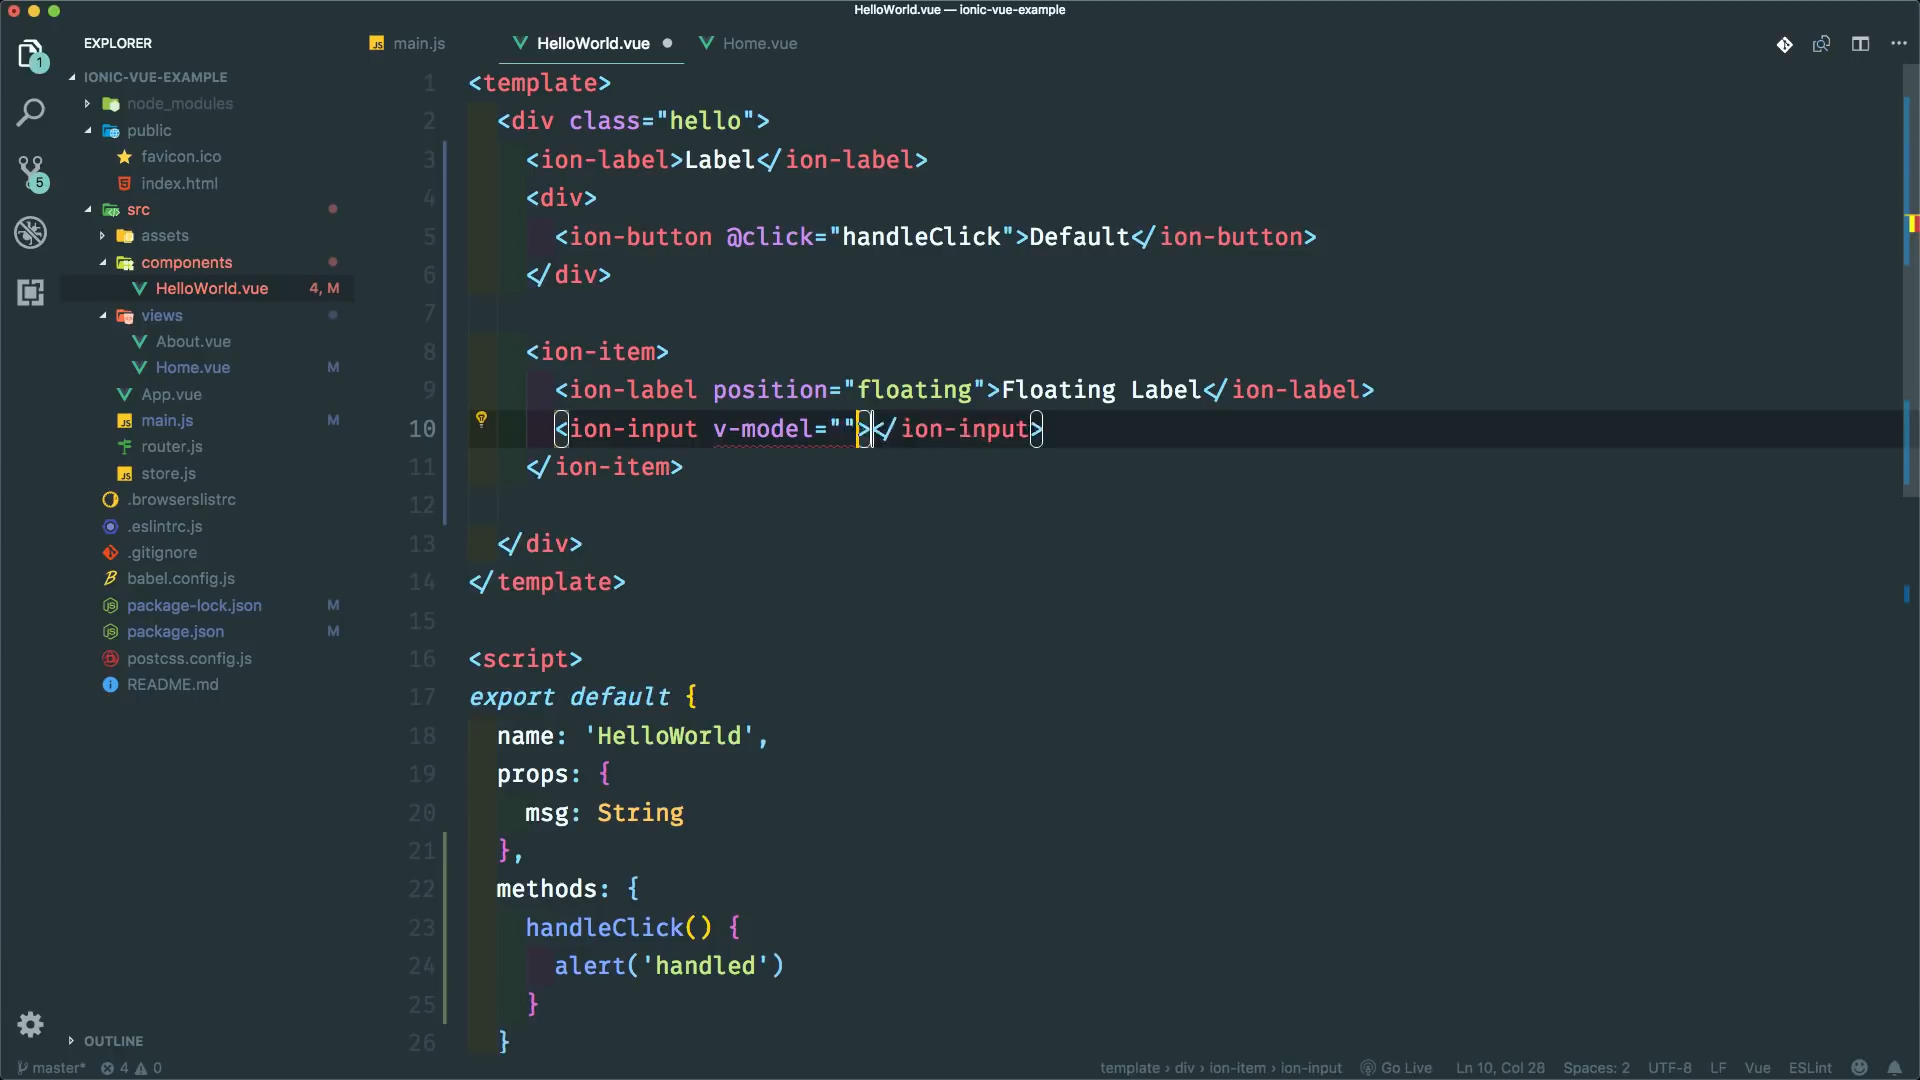 HelloWorld.vue — ionic-vue-example
EXPLORER
IONIC-VUE-EXAMPLE
node_modules
public
favicon.ico
index.html
src
assets
components
HelloWorld.vue 4, M
views
About.vue
Home.vue M
App.vue
main.js M
router.js
store.js
.browserslistrc
.eslintrc.js
.gitignore
babel.config.js
package-lock.json M
package.json M
postcss.config.js
README.md
OUTLINE
1
5
main.js HelloWorld.vue Home.vue
1 <template>
2 <div class="hello">
3 <ion-label>Label</ion-label>
4 <div>
5 <ion-button @click="handleClick">Default</ion-button>
6 </div>
7
8 <ion-item>
9 <ion-label position="floating">Floating Label</ion-label>
10 <ion-input v-model=""></ion-input>
11 </ion-item>
12
13 </div>
14 </template>
15
16 <script>
17 export default {
18 name: 'HelloWorld',
19 props: {
20 msg: String
21 },
22 methods: {
23 handleClick() {
24 alert('handled')
25 }
26 }
master* 4 0 template › div › ion-item › ion-input Go Live Ln 10, Col 28 Spaces: 2 UTF-8 LF Vue ESLint